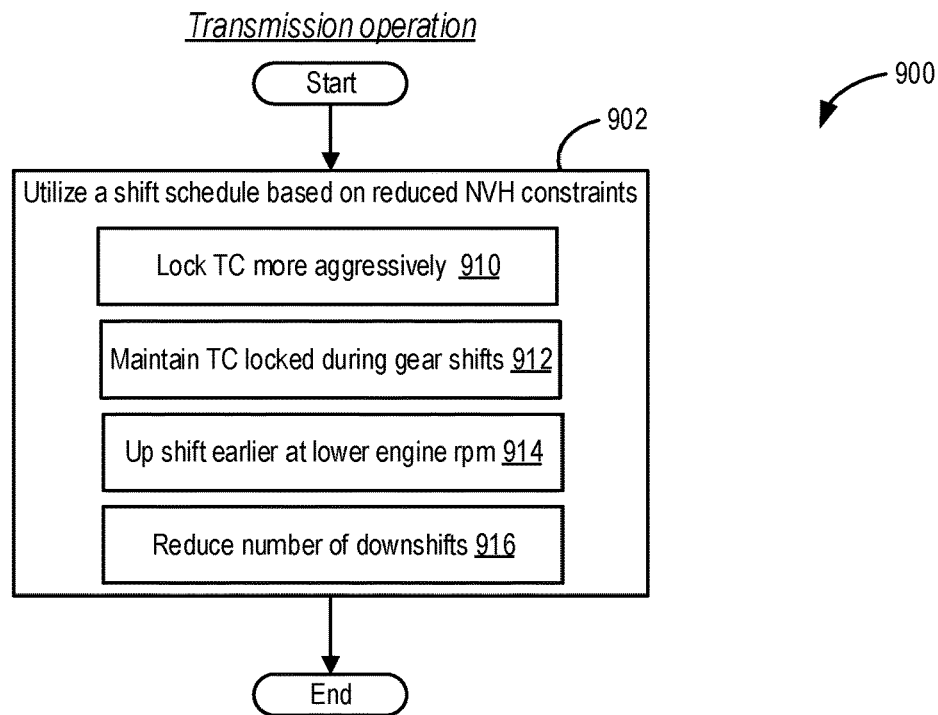 Transmission operation
Start
900
902
Utilize a shift schedule based on reduced NVH constraints
Lock TC more aggressively 910
Maintain TC locked during gear shifts 912
Up shift earlier at lower engine rpm 914
Reduce number of downshifts 916
End